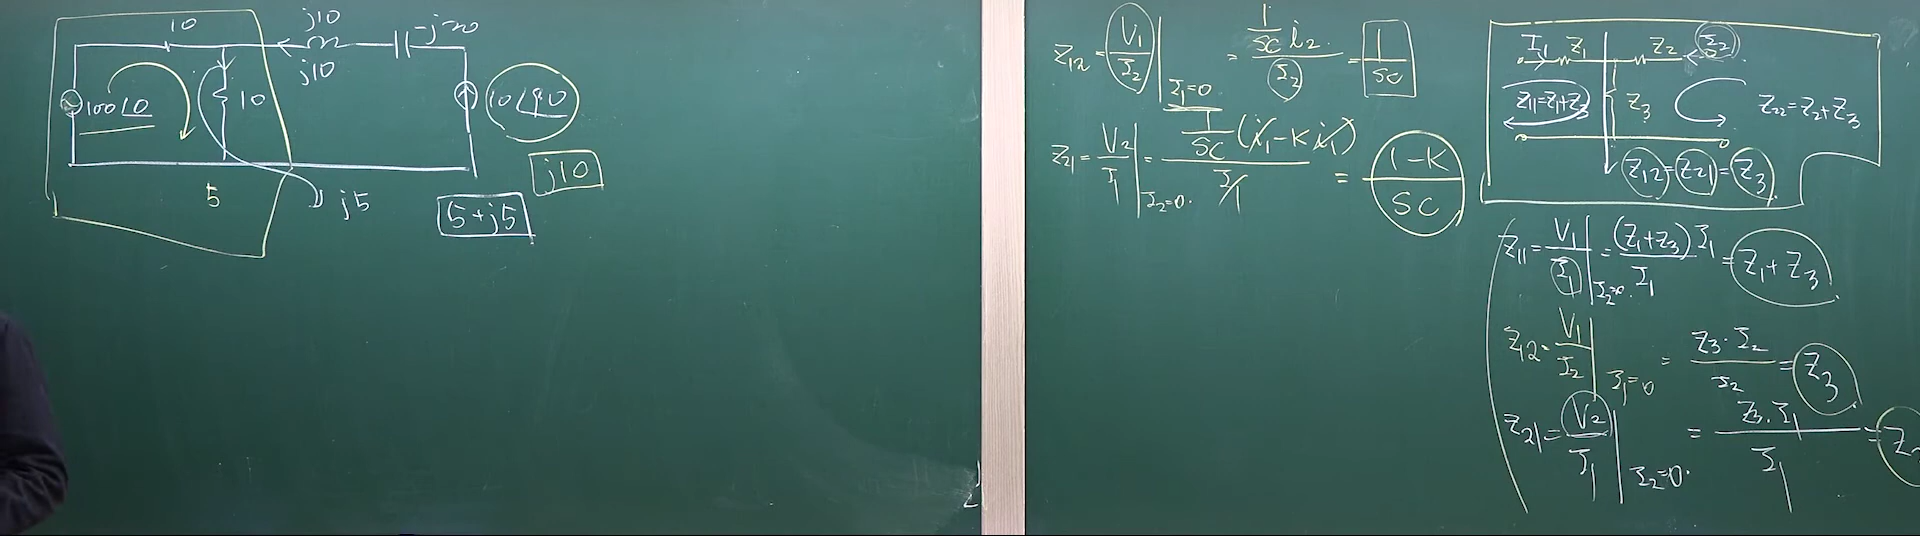 10 j10 -j20
j10
100∠0 10 10∠90
j10
5 j5 5+j5
Z12 = V1/I2 | I1=0 = (1/SC i2)/I2 = 1/SC
Z21 = V2/I1 | I2=0. = 1/SC (i1-Ki1)/I1 = (1-K)/SC
I1 Z1 Z2 I2
Z11=Z1+Z3 Z3 Z22=Z2+Z3
Z12=Z21=Z3
Z11 = V1/I1 | I2=0. = (Z1+Z3)I1/I1 = Z1+Z3
Z12 = V1/I2 | I1=0 = Z3·I2/I2 = Z3
Z21 = V2/I1 | I2=0. = Z3·I1/I1 =